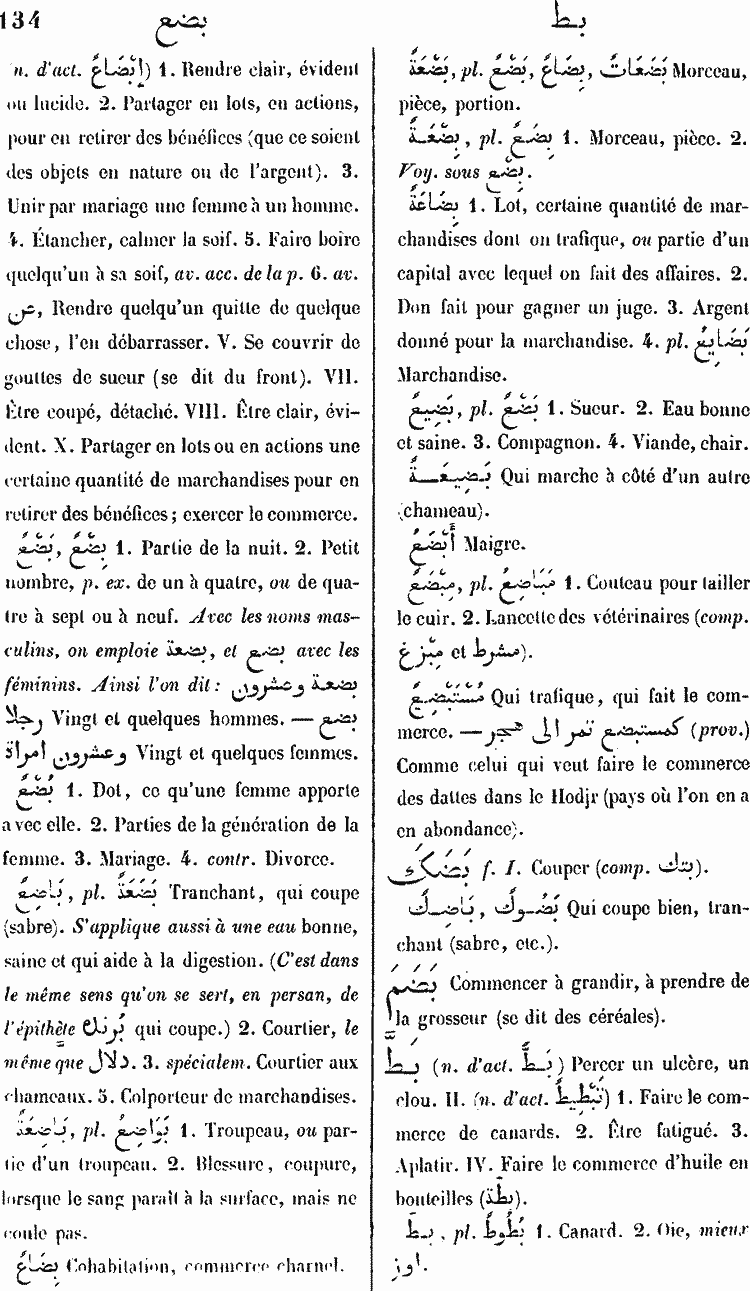 134 بضع بط
n. d'act. إِبْضَاعٌ) 1. Rendre clair, évident
ou lucide. 2. Partager en lots, en actions,
pour en retirer des bénéfices (que ce soient
des objets en nature ou de l'argent). 3.
Unir par mariage une femme à un homme.
4. Étancher, calmer la soif. 5. Faire boire
quelqu'un à sa soif, av. acc. de la p. 6. av.
عن, Rendre quelqu'un quitte de quelque
chose, l'en débarrasser. V. Se couvrir de
gouttes de sueur (se dit du front). VII.
Être coupé, détaché. VIII. Être clair, évi-
dent. X. Partager en lots ou en actions une
certaine quantité de marchandises pour en
retirer des bénéfices; exercer le commerce.
بَضْعٌ, بِضْعٌ 1. Partie de la nuit. 2. Petit
nombre, p. ex. de un à quatre, ou de qua-
tre à sept ou à neuf. Avec les noms mas-
culins, on emploie بضعة, et بضع avec les
féminins. Ainsi l'on dit: بضعة وعشرون
رجلا Vingt et quelques hommes. — بضع
وعشرون امراة Vingt et quelques femmes.
بُضْعٌ 1. Dot, ce qu'une femme apporte
avec elle. 2. Parties de la génération de la
femme. 3. Mariage. 4. contr. Divorce.
بَاضِعٌ, pl. بَضَعَةٌ Tranchant, qui coupe
(sabre). S'applique aussi à une eau bonne,
saine et qui aide à la digestion. (C'est dans
le même sens qu'on se sert, en persan, de
l'épithète بُرنده qui coupe.) 2. Courtier, le
même que دلال. 3. spécialem. Courtier aux
chameaux. 5. Colporteur de marchandises.
بَاضِعَةٌ, pl. بَوَاضِعُ 1. Troupeau, ou par-
tie d'un troupeau. 2. Blessure, coupure,
lorsque le sang paraît à la surface, mais ne
coule pas.
بِضَاعٌ Cohabitation, commerce charnel.
بَضْعَةٌ, pl. بَضْعٌ, بِضَاعٌ, بَضَعَاتٌ Morceau,
pièce, portion.
بِضْعَةٌ, pl. بِضَعٌ 1. Morceau, pièce. 2.
Voy. sous بِضْع.
بِضَاعَةٌ 1. Lot, certaine quantité de mar-
chandises dont on trafique, ou partie d'un
capital avec lequel on fait des affaires. 2.
Don fait pour gagner un juge. 3. Argent
donné pour la marchandise. 4. pl. بَضَايِعُ
Marchandise.
بَضِيعٌ, pl. بُضْعٌ 1. Sueur. 2. Eau bonne
et saine. 3. Compagnon. 4. Viande, chair.
بَضِيعَةٌ Qui marche à côté d'un autre
(chameau).
أَبْضَعُ Maigre.
مِبْضَعٌ, pl. مَبَاضِعُ 1. Couteau pour tailler
le cuir. 2. Lancette des vétérinaires (comp.
مشرط et مِبْزغ).
مُسْتَبْضِعٌ Qui trafique, qui fait le com-
merce. — كمستبضع تمر الى هجر (prov.)
Comme celui qui veut faire le commerce
des dattes dans le Hodjr (pays où l'on en a
en abondance).
بَضَكَ f. I. Couper (comp. بتك).
بَاضِكٌ, بَضُوكٌ Qui coupe bien, tran-
chant (sabre, etc.).
بَضَمَ Commencer à grandir, à prendre de
la grosseur (se dit des céréales).
بَطَّ (n. d'act. بَطٌّ) Percer un ulcère, un
clou. II. (n. d'act. تَبْطِيطٌ) 1. Faire le com-
merce de canards. 2. Être fatigué. 3.
Aplatir. IV. Faire le commerce d'huile en
bouteilles (بطّة).
بَطّ, pl. بُطُوطٌ 1. Canard. 2. Oie, mieux
اوز.